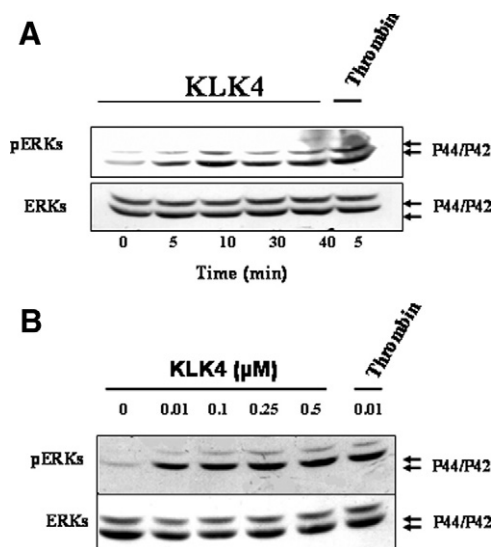 A
KLK4
Thrombin
pERKs
P44/P42
ERKs
P44/P42
0 5 10 30 40 5
Time (min)
B
KLK4 (µM)
Thrombin
0 0.01 0.1 0.25 0.5 0.01
pERKs
P44/P42
ERKs
P44/P42